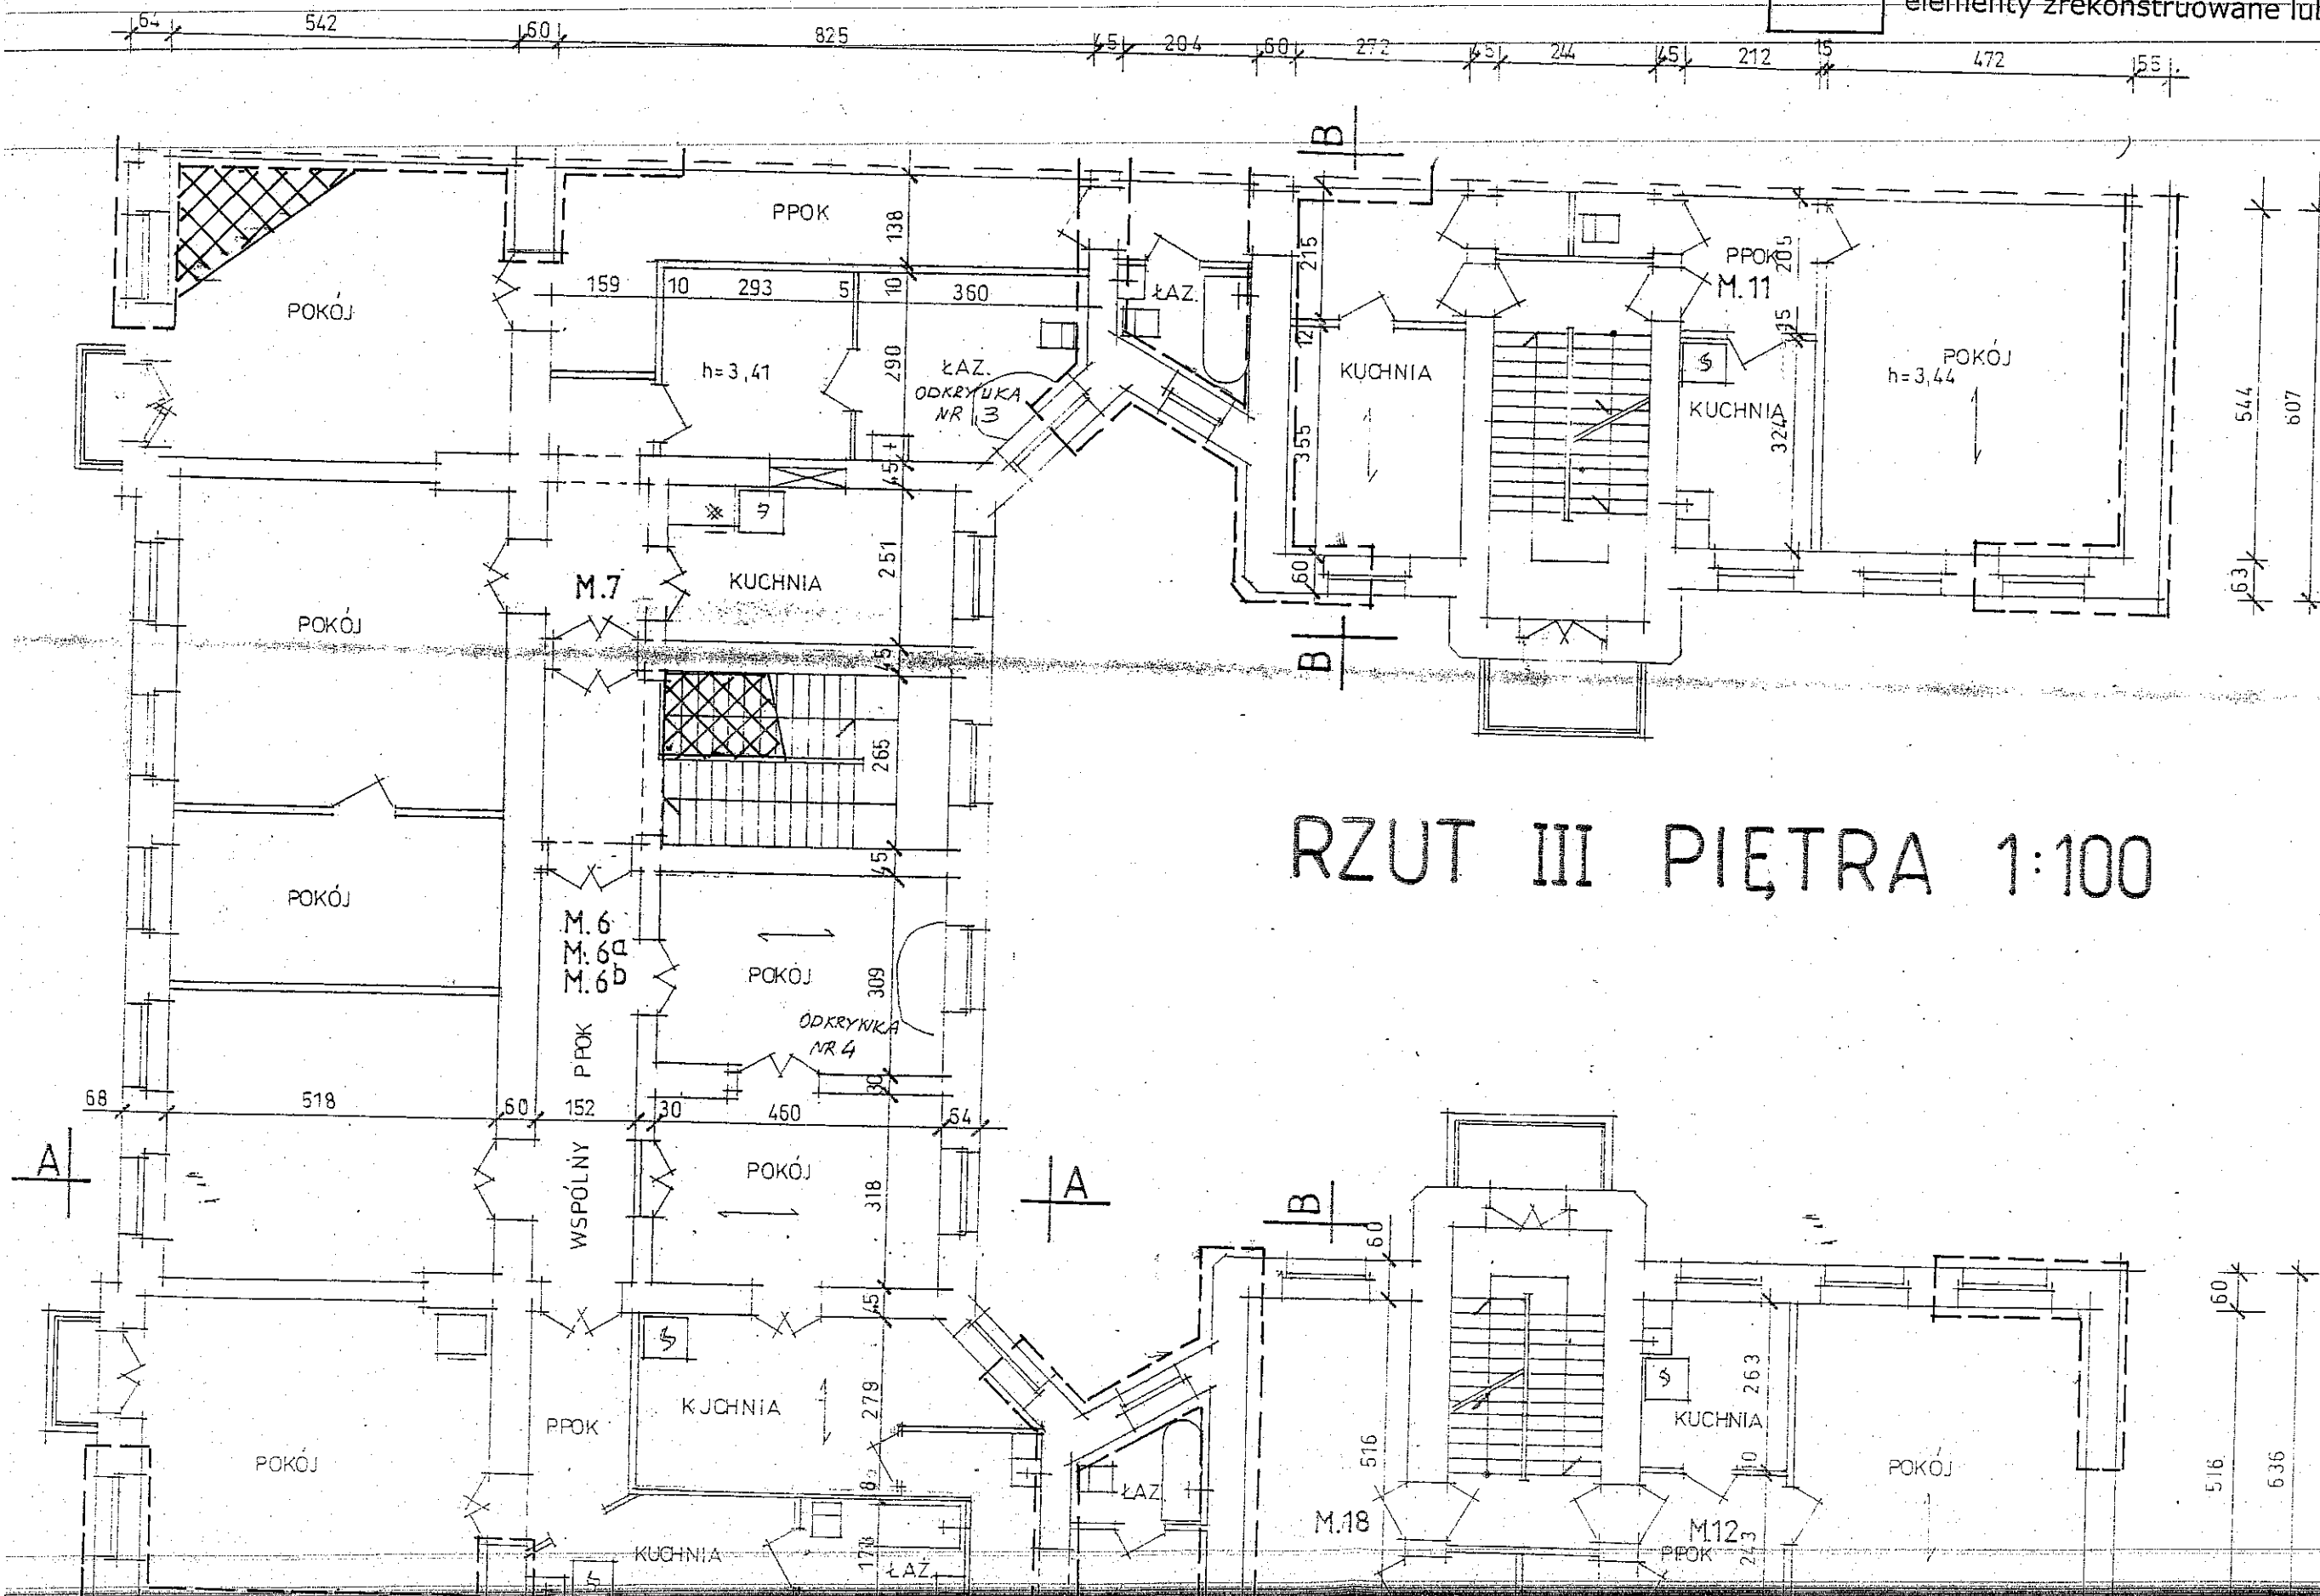 elementy zrekonstruowane lub
64 542 60 825 45 204 60 272 45 244 45 212 15 472 55
B
PPOK
138
159 10 293 5 10 360
POKÓJ
h=3,41
290
ŁAZ.
ODKRYWKA
NR 3
ŁAZ.
215
12
KUCHNIA
355
60
PPOK
205
M.11
15
KUCHNIA
324
POKÓJ
h=3,44
544
607
63
45
KUCHNIA
251
M.7
POKÓJ
45
B
265
45
RZUT III PIĘTRA 1:100
POKÓJ
M.6
M.6a
M.6b
POKÓJ
309
ODKRYWKA
NR 4
30
WSPÓLNY PPOK
68 518 60 152 30 460 54
A
POKÓJ
318
A
B
60
45
60
KUCHNIA
279
PPOK
POKÓJ
8
KUCHNIA
173
ŁAZ.
ŁAZ
516
M.18
263
KUCHNIA
10
M.12
PPOK
243
POKÓJ
516
636